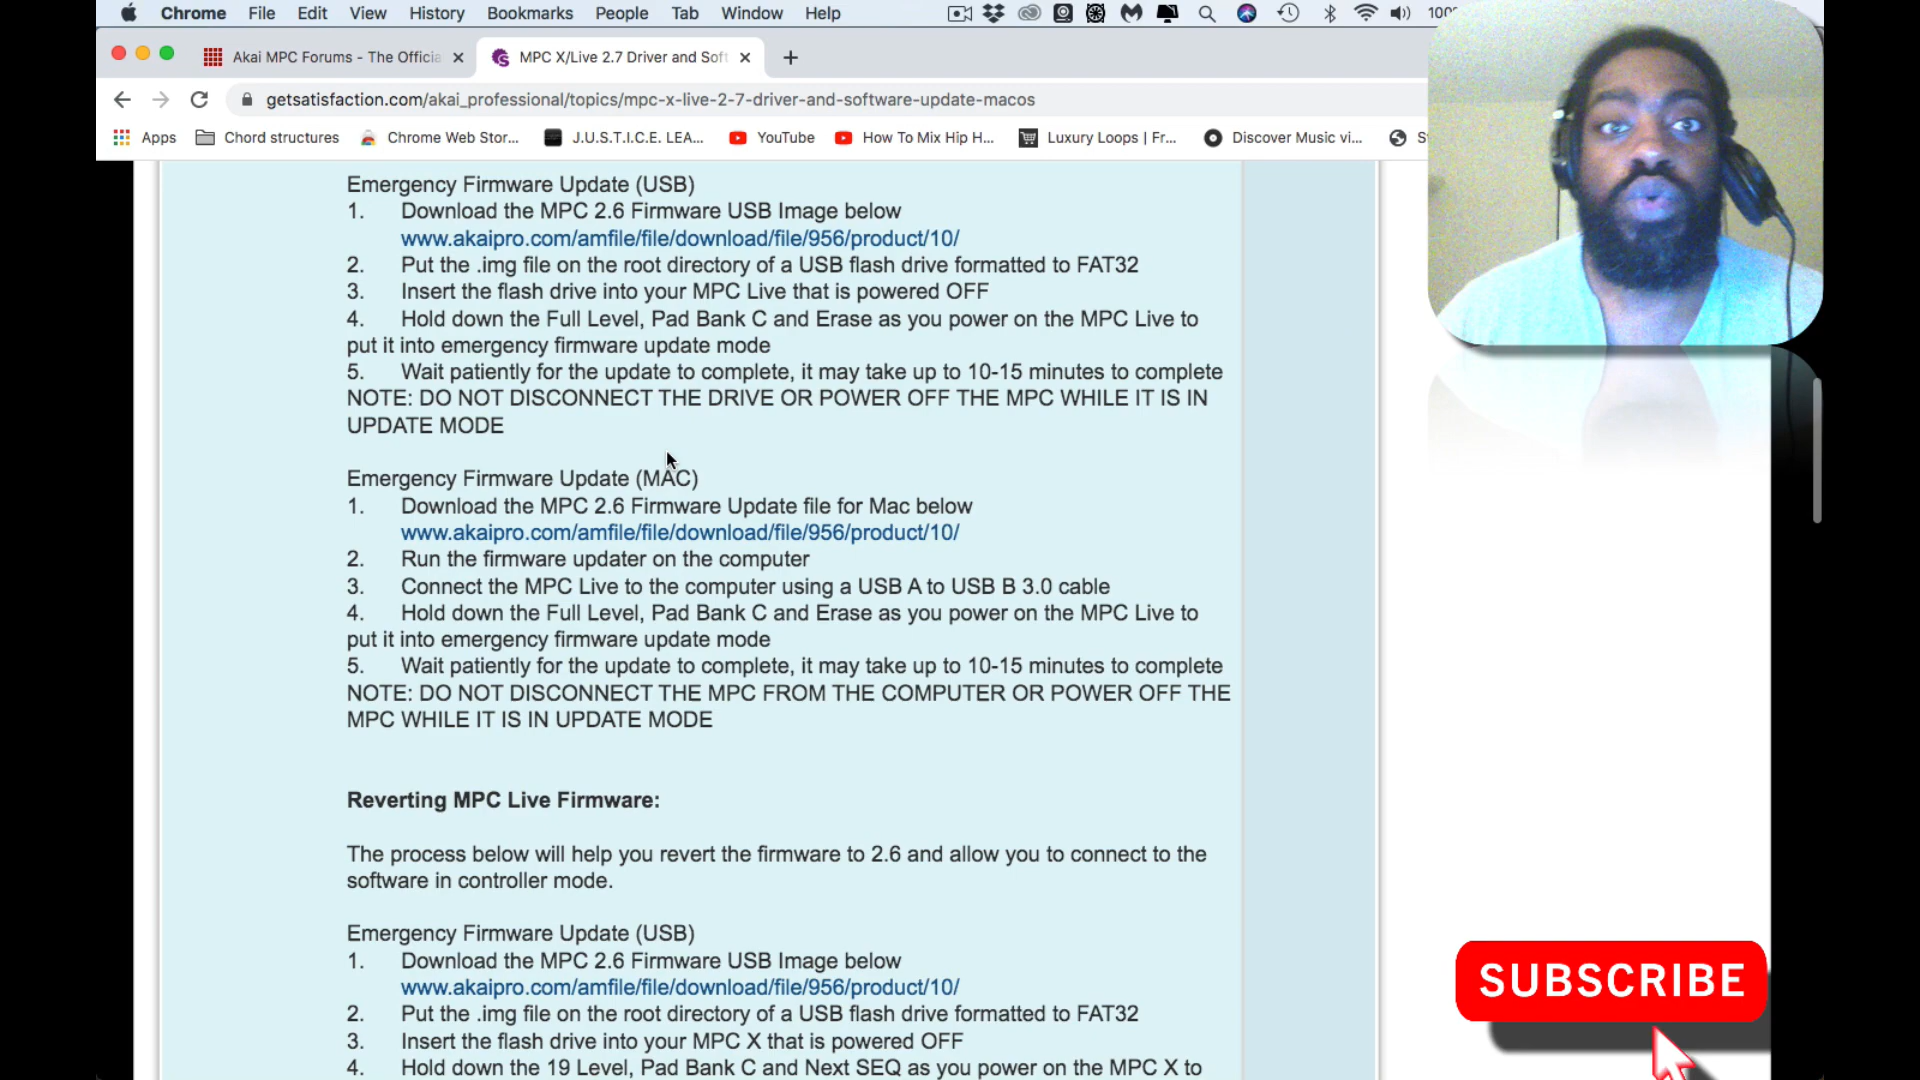 Chrome File Edit View History Bookmarks People Tab Window Help
Akai MPC Forums - The Officia
MPC X/Live 2.7 Driver and Soft
getsatisfaction.com/akai_professional/topics/mpc-x-live-2-7-driver-and-software-update-macos
Apps Chord structures Chrome Web Stor... J.U.S.T.I.C.E. LEA... YouTube How To Mix Hip H... Luxury Loops | Fr... Discover Music vi...
Emergency Firmware Update (USB)
1. Download the MPC 2.6 Firmware USB Image below
www.akaipro.com/amfile/file/download/file/956/product/10/
2. Put the .img file on the root directory of a USB flash drive formatted to FAT32
3. Insert the flash drive into your MPC Live that is powered OFF
4. Hold down the Full Level, Pad Bank C and Erase as you power on the MPC Live to
put it into emergency firmware update mode
5. Wait patiently for the update to complete, it may take up to 10-15 minutes to complete
NOTE: DO NOT DISCONNECT THE DRIVE OR POWER OFF THE MPC WHILE IT IS IN
UPDATE MODE
Emergency Firmware Update (MAC)
1. Download the MPC 2.6 Firmware Update file for Mac below
www.akaipro.com/amfile/file/download/file/956/product/10/
2. Run the firmware updater on the computer
3. Connect the MPC Live to the computer using a USB A to USB B 3.0 cable
4. Hold down the Full Level, Pad Bank C and Erase as you power on the MPC Live to
put it into emergency firmware update mode
5. Wait patiently for the update to complete, it may take up to 10-15 minutes to complete
NOTE: DO NOT DISCONNECT THE MPC FROM THE COMPUTER OR POWER OFF THE
MPC WHILE IT IS IN UPDATE MODE
Reverting MPC Live Firmware:
The process below will help you revert the firmware to 2.6 and allow you to connect to the
software in controller mode.
Emergency Firmware Update (USB)
1. Download the MPC 2.6 Firmware USB Image below
www.akaipro.com/amfile/file/download/file/956/product/10/
2. Put the .img file on the root directory of a USB flash drive formatted to FAT32
3. Insert the flash drive into your MPC X that is powered OFF
4. Hold down the 19 Level, Pad Bank C and Next SEQ as you power on the MPC X to
SUBSCRIBE